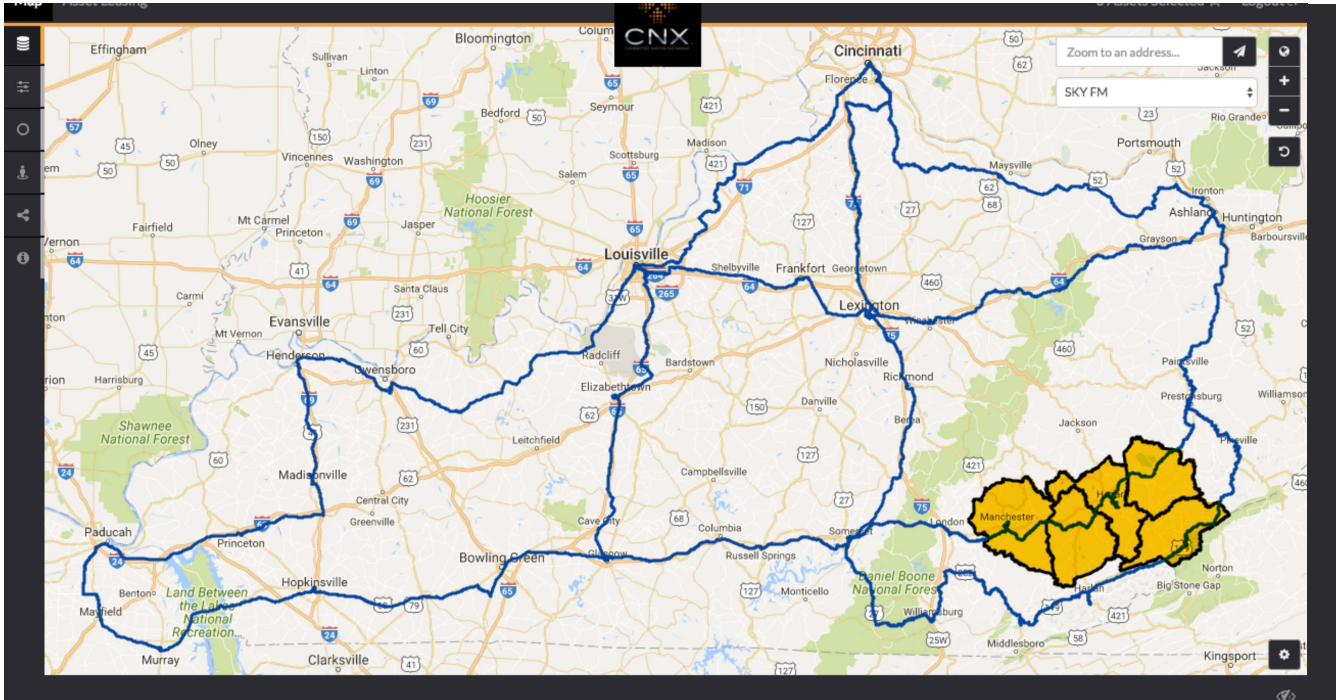 Map Asset Leasing
0 Assets Selected Logout
CNX
Zoom to an address...
SKY FM
Effingham
Sullivan
Linton
Bloomington
Cincinnati
Florence
Jackson
Rio Grande
Bedford
Seymour
Olney
Vincennes
Washington
Salem
Scottsburg
Madison
Maysville
Portsmouth
Ironton
Ashland
Huntington
Barboursville
Grayson
Fairfield
Mt Carmel
Princeton
Jasper
Hoosier
National Forest
Louisville
Shelbyville
Frankfort
Georgetown
Lexington
Winchester
Carmi
Santa Claus
Evansville
Tell City
Mt Vernon
Henderson
Owensboro
Radcliff
Bardstown
Elizabethtown
Nicholasville
Richmond
Danville
Berea
Paintsville
Prestonsburg
Pikeville
Williamson
Harrisburg
Shawnee
National Forest
Leitchfield
Campbellsville
Jackson
Madisonville
Central City
Greenville
Cave City
Columbia
Russell Springs
Somerset
London
Manchester
Paducah
Princeton
Bowling Green
Glasgow
Hopkinsville
Benton
Land Between
the Lakes
National
Recreation...
Mayfield
Murray
Clarksville
Monticello
Daniel Boone
National Forest
Williamsburg
Harlan
Middlesboro
Norton
Big Stone Gap
Kingsport